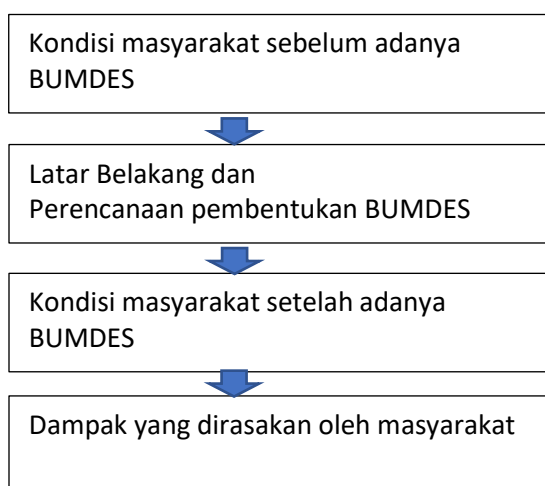 Kondisi masyarakat sebelum adanya
BUMDES
Latar Belakang dan
Perencanaan pembentukan BUMDES
Kondisi masyarakat setelah adanya
BUMDES
Dampak yang dirasakan oleh masyarakat